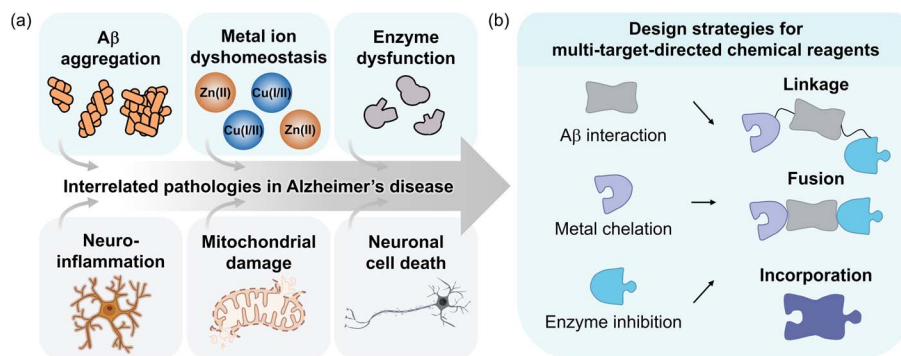 (a)
Aβ
aggregation
Metal ion
dyshomeostasis
Zn(II)
Cu(I/II)
Cu(I/II)
Zn(II)
Enzyme
dysfunction
Interrelated pathologies in Alzheimer's disease
Neuro-
inflammation
Mitochondrial
damage
Neuronal
cell death
(b)
Design strategies for
multi-target-directed chemical reagents
Aβ interaction
Metal chelation
Enzyme inhibition
Linkage
Fusion
Incorporation